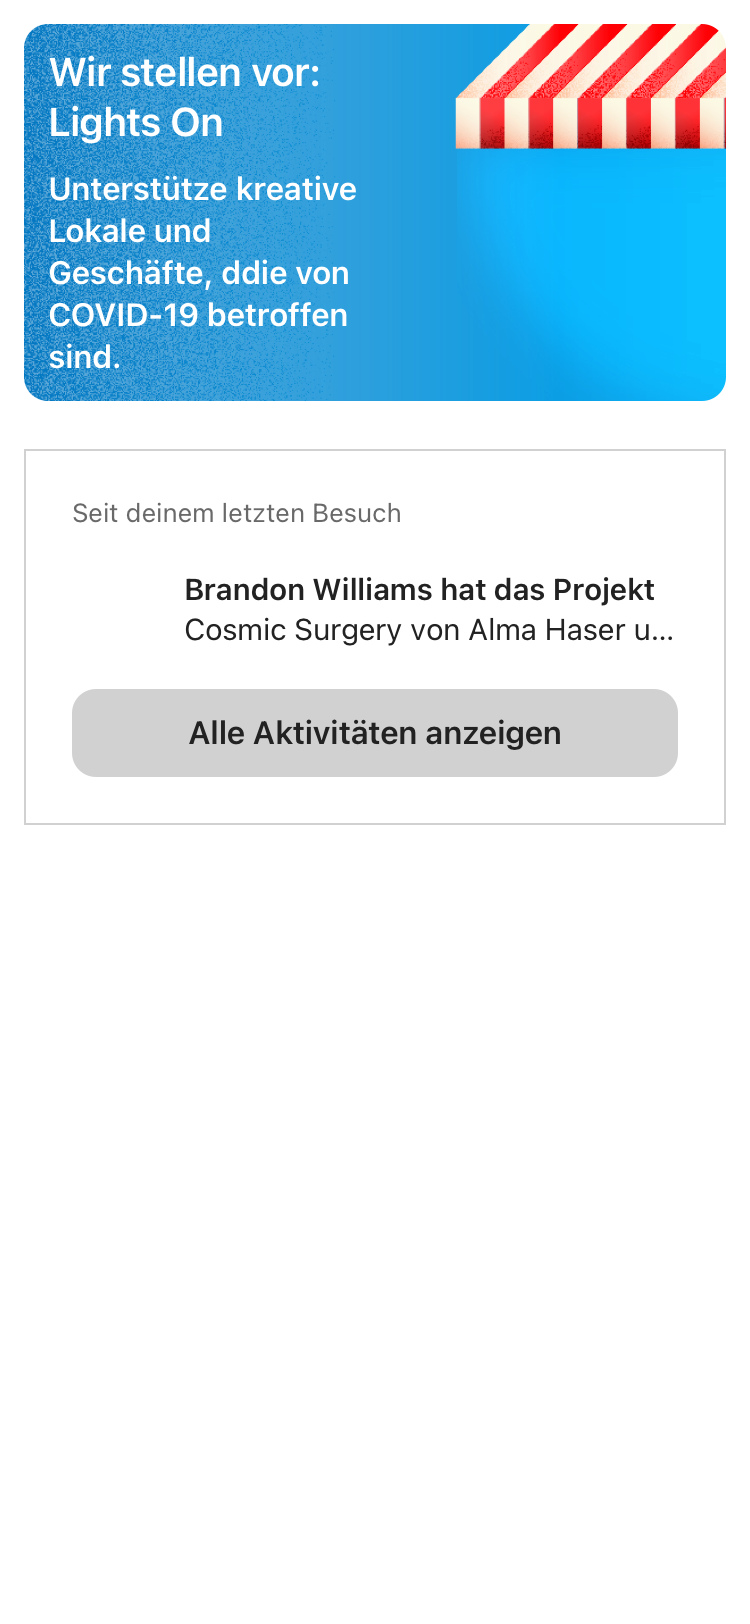 Wir stellen vor:
Lights On
Unterstütze kreative
Lokale und
Geschäfte, ddie von
COVID-19 betroffen
sind.
Seit deinem letzten Besuch
Brandon Williams hat das Projekt
Cosmic Surgery von Alma Haser u...
Alle Aktivitäten anzeigen